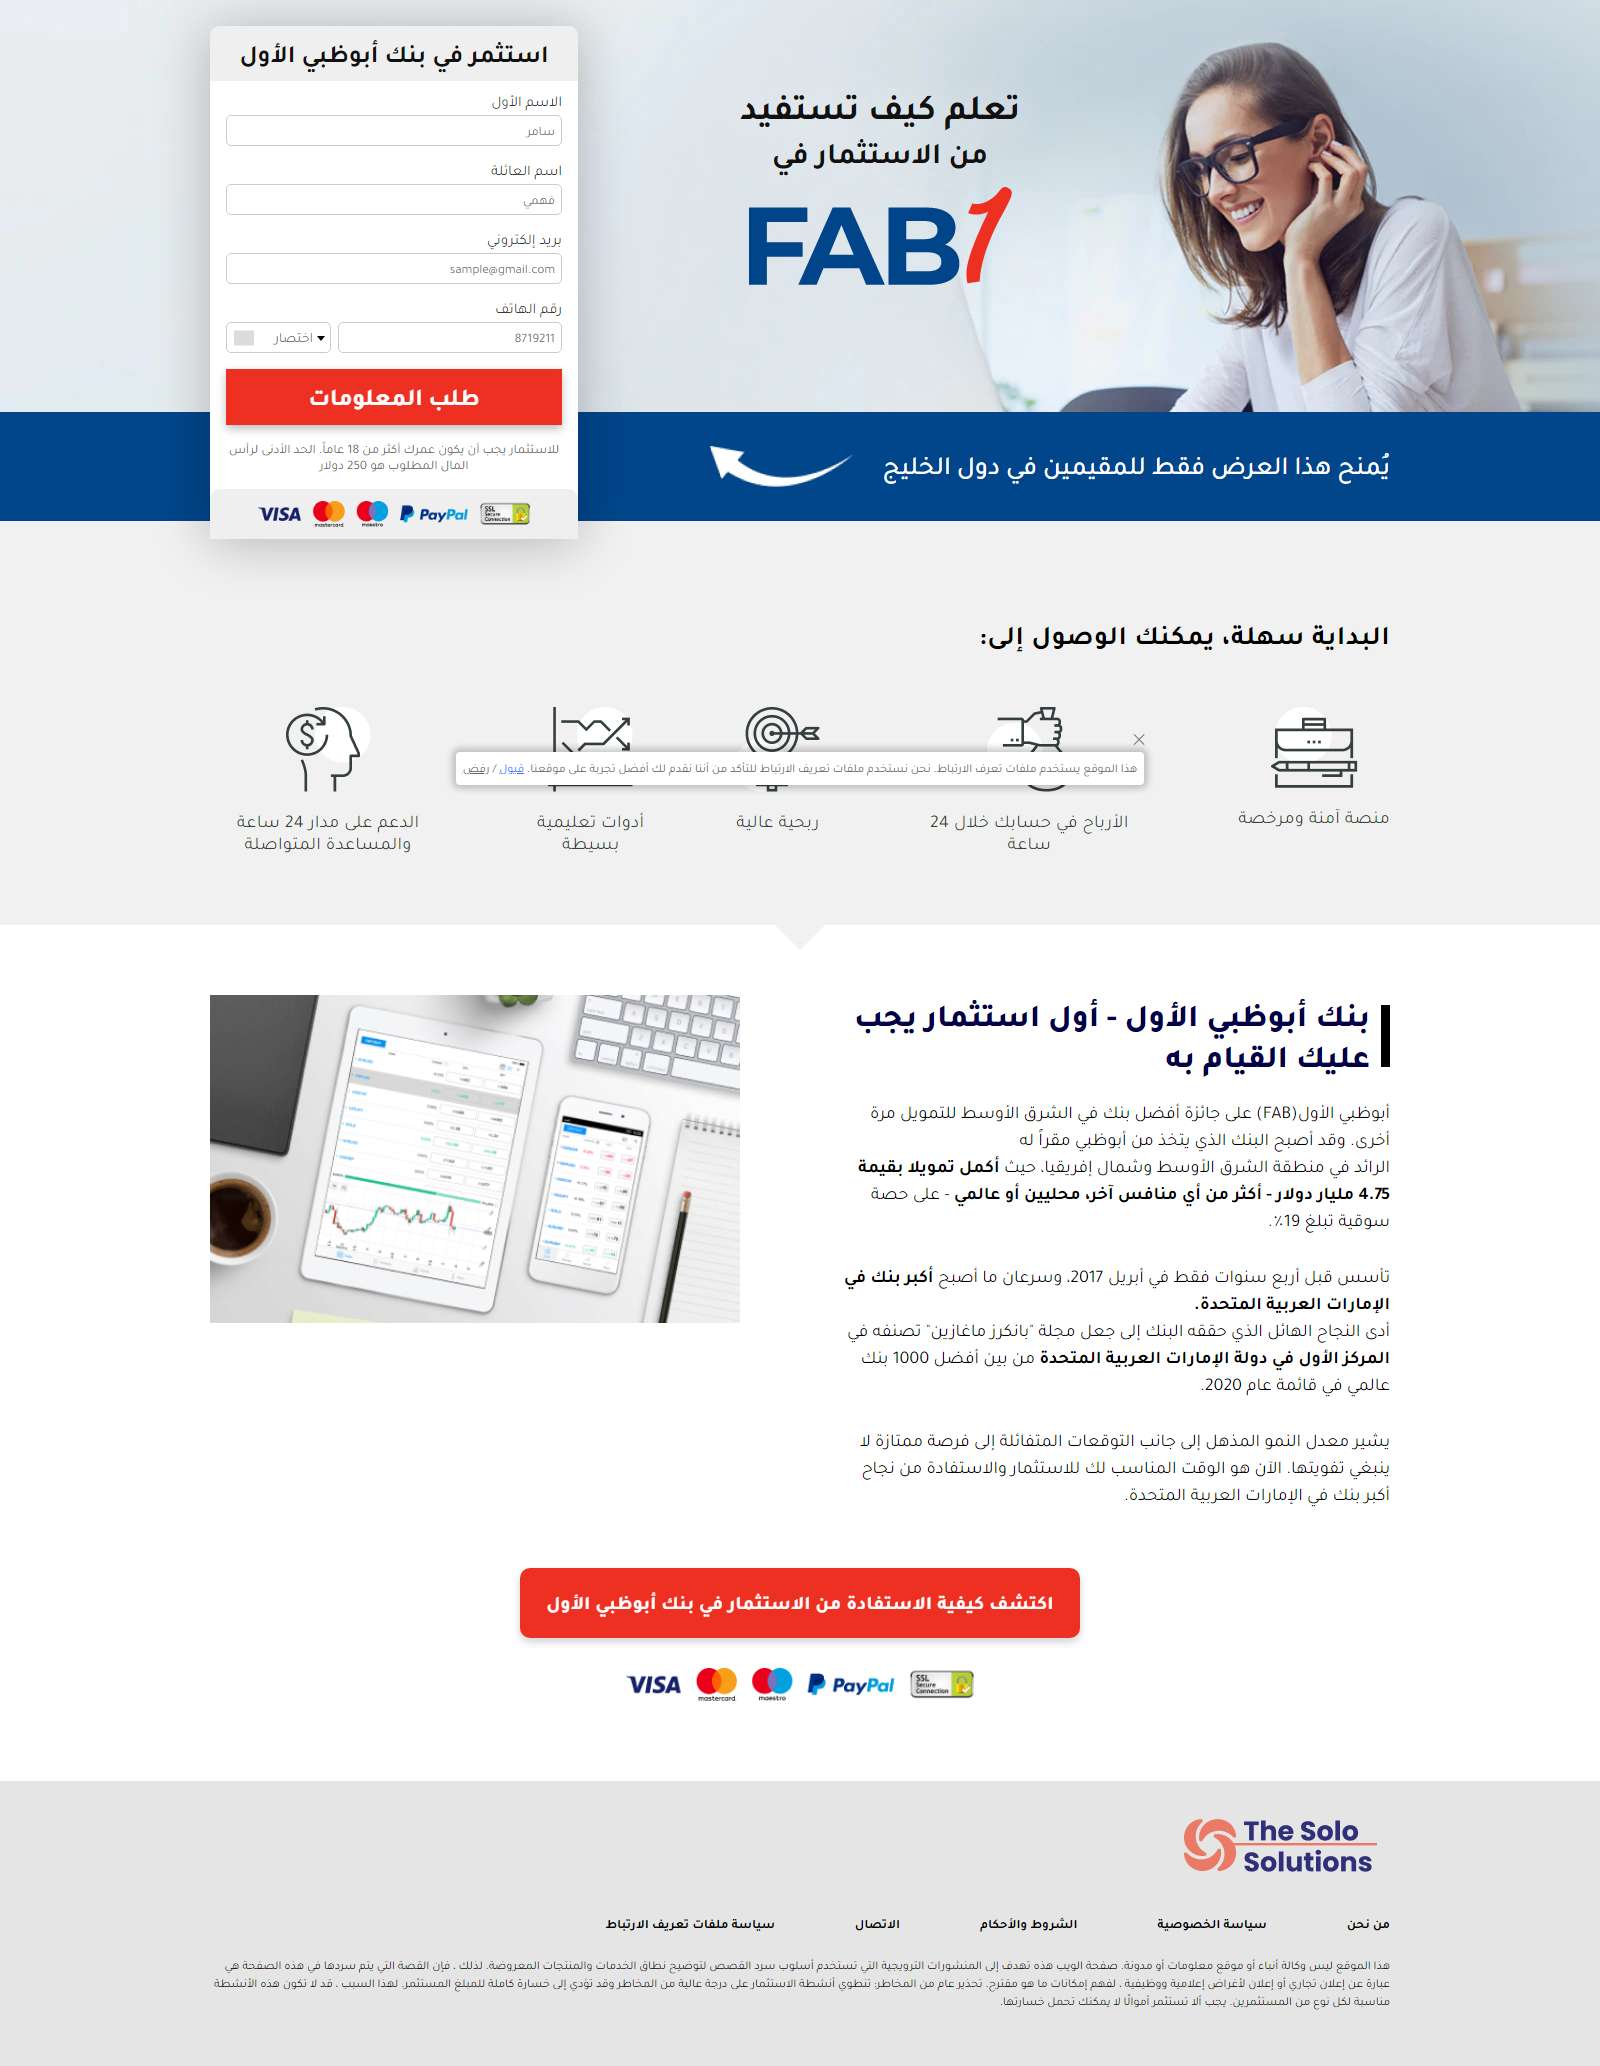 استثمر في بنك أبوظبي الأول
الاسم الأول
سامر
اسم العائلة
فهمي
بريد إلكتروني
sample@gmail.com
رقم الهاتف
8719211
اختصار
طلب المعلومات
للاستثمار يجب أن يكون عمرك أكثر من 18 عاماً. الحد الأدنى لرأس
المال المطلوب هو 250 دولار
VISA mastercard maestro PayPal SSL Secure Connection
تعلم كيف تستفيد
من الاستثمار في
FAB1
يُمنح هذا العرض فقط للمقيمين في دول الخليج
البداية سهلة، يمكنك الوصول إلى:
هذا الموقع يستخدم ملفات تعرف الارتباط. نحن نستخدم ملفات تعريف الارتباط للتأكد من أننا نقدم لك أفضل تجربة على موقعنا. قبول / رفض
منصة آمنة ومرخصة
الأرباح في حسابك خلال 24
ساعة
ربحية عالية
أدوات تعليمية
بسيطة
الدعم على مدار 24 ساعة
والمساعدة المتواصلة
بنك أبوظبي الأول - أول استثمار يجب
عليك القيام به
أبوظبي الأول(FAB) على جائزة أفضل بنك في الشرق الأوسط للتمويل مرة
أخرى. وقد أصبح البنك الذي يتخذ من أبوظبي مقراً له
الرائد في منطقة الشرق الأوسط وشمال إفريقيا، حيث أكمل تمويلا بقيمة
4.75 مليار دولار - أكثر من أي منافس آخر، محليين أو عالمي - على حصة
سوقية تبلغ 19٪.
تأسس قبل أربع سنوات فقط في أبريل 2017، وسرعان ما أصبح أكبر بنك في
الإمارات العربية المتحدة.
أدى النجاح الهائل الذي حققه البنك إلى جعل مجلة "بانكرز ماغازين" تصنفه في
المركز الأول في دولة الإمارات العربية المتحدة من بين أفضل 1000 بنك
عالمي في قائمة عام 2020.
يشير معدل النمو المذهل إلى جانب التوقعات المتفائلة إلى فرصة ممتازة لا
ينبغي تفويتها. الآن هو الوقت المناسب لك للاستثمار والاستفادة من نجاح
أكبر بنك في الإمارات العربية المتحدة.
اكتشف كيفية الاستفادة من الاستثمار في بنك أبوظبي الأول
VISA mastercard maestro PayPal SSL Secure Connection
The Solo
Solutions
من نحن
سياسة الخصوصية
الشروط والأحكام
الاتصال
سياسة ملفات تعريف الارتباط
هذا الموقع ليس وكالة أنباء أو موقع معلومات أو مدونة. صفحة الويب هذه تهدف إلى المنشورات الترويجية التي تستخدم أسلوب سرد القصص لتوضيح نطاق الخدمات والمنتجات المعروضة. لذلك ، فإن القصة التي يتم سردها في هذه الصفحة هي
عبارة عن إعلان تجاري أو إعلان لأغراض إعلامية ووظيفية ، لفهم إمكانات ما هو مقترح. تحذير عام من المخاطر: تنطوي أنشطة الاستثمار على درجة عالية من المخاطر وقد تؤدي إلى خسارة كاملة للمبلغ المستثمر. لهذا السبب ، قد لا تكون هذه الأنشطة
مناسبة لكل نوع من المستثمرين. يجب ألا تستثمر أموالًا لا يمكنك تحمل خسارتها.